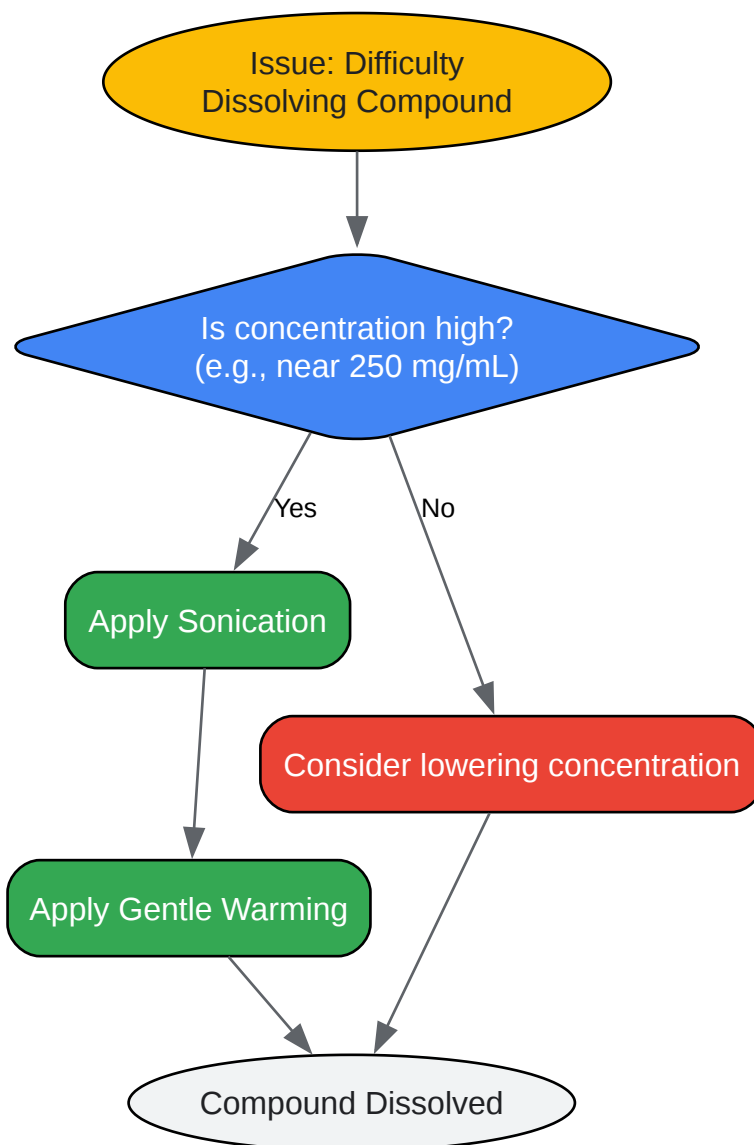 Issue: Difficulty
Dissolving Compound
Is concentration high?
(e.g., near 250 mg/mL)
Yes
No
Apply Sonication
Consider lowering concentration
Apply Gentle Warming
Compound Dissolved